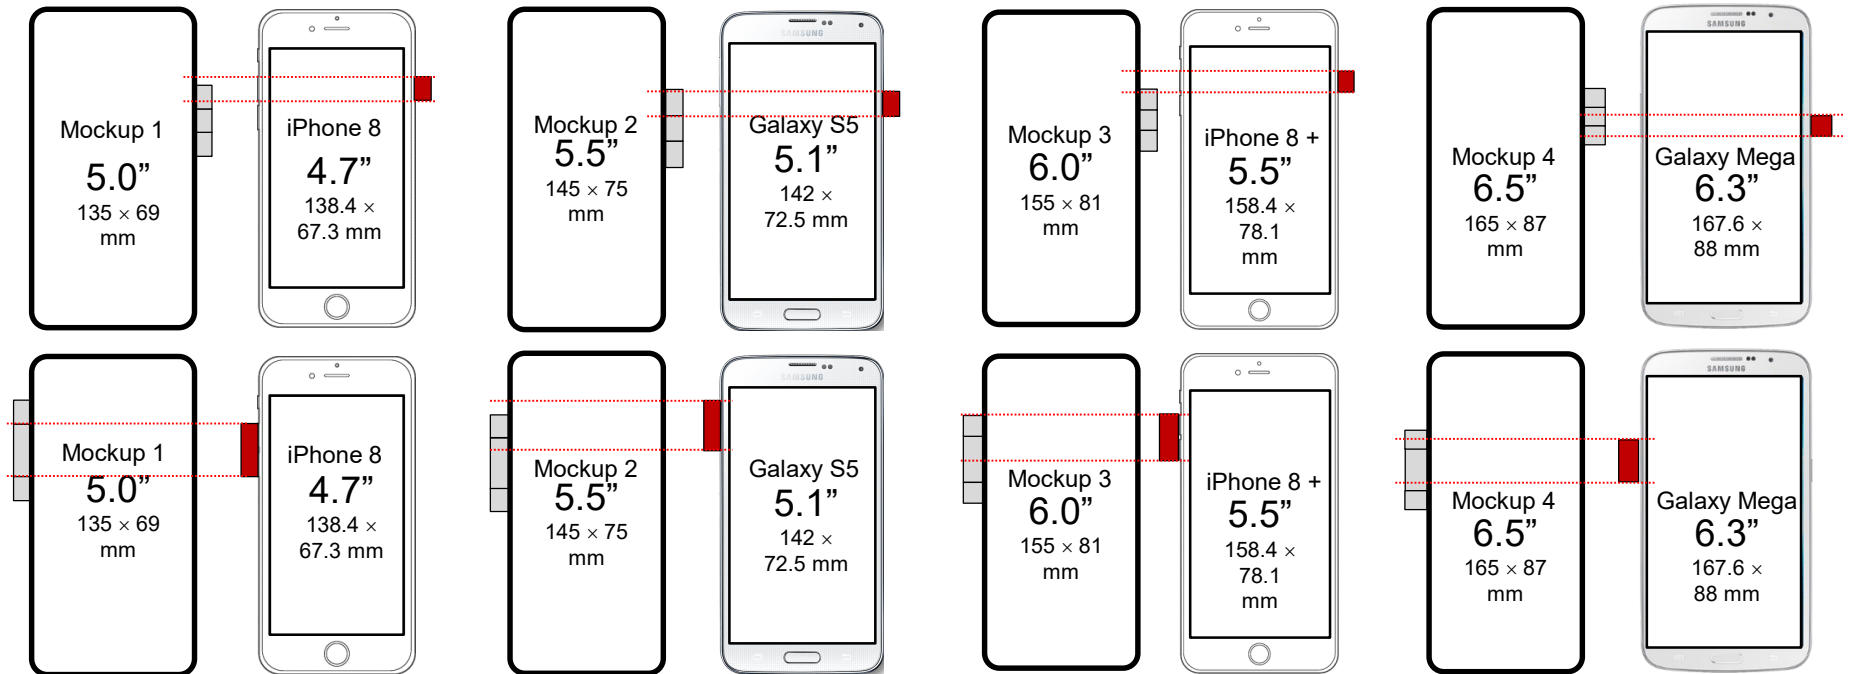 Mockup 1
5.0”
135 × 69
mm
iPhone 8
4.7”
138.4 ×
67.3 mm
Mockup 2
5.5”
145 × 75
mm
SAMSUNG
Galaxy S5
5.1”
142 ×
72.5 mm
Mockup 3
6.0”
155 × 81
mm
iPhone 8 +
5.5”
158.4 ×
78.1
mm
Mockup 4
6.5”
165 × 87
mm
SAMSUNG
Galaxy Mega
6.3”
167.6 ×
88 mm
Mockup 1
5.0”
135 × 69
mm
iPhone 8
4.7”
138.4 ×
67.3 mm
Mockup 2
5.5”
145 × 75
mm
SAMSUNG
Galaxy S5
5.1”
142 ×
72.5 mm
Mockup 3
6.0”
155 × 81
mm
iPhone 8 +
5.5”
158.4 ×
78.1
mm
Mockup 4
6.5”
165 × 87
mm
SAMSUNG
Galaxy Mega
6.3”
167.6 ×
88 mm